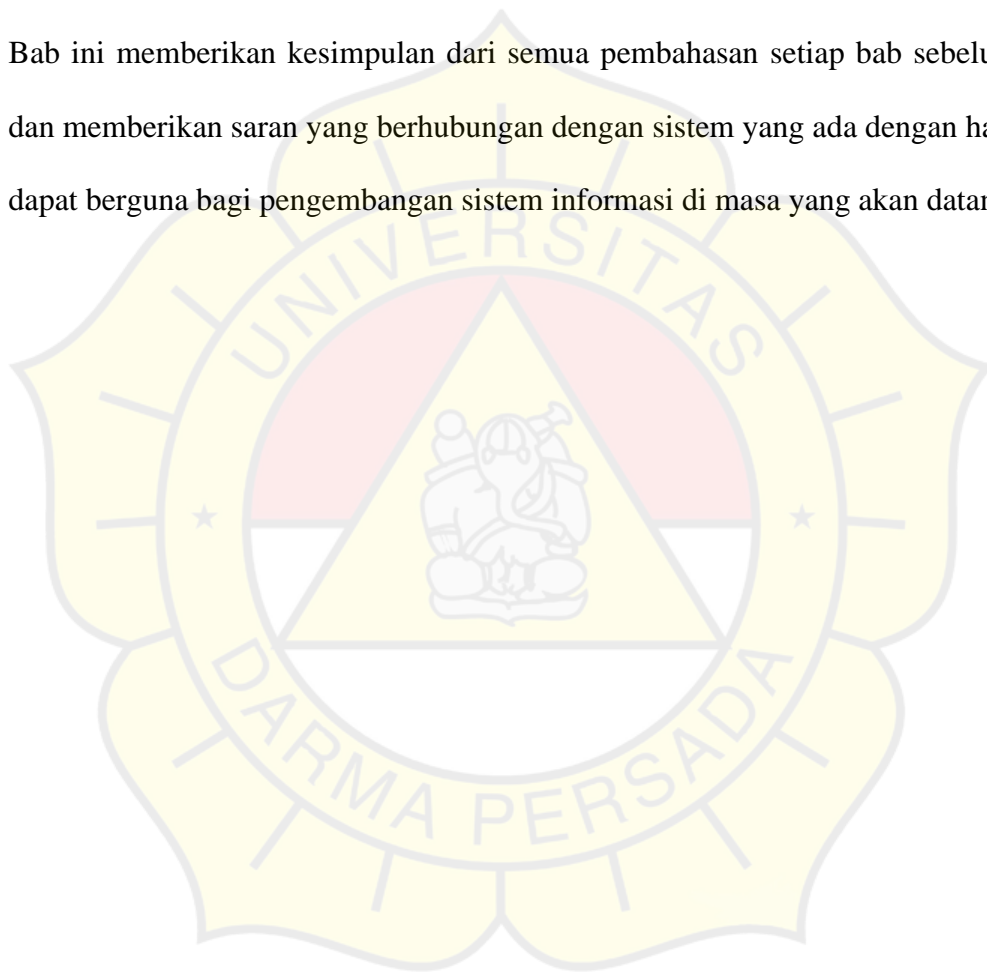 Bab ini memberikan kesimpulan dari semua pembahasan setiap bab sebelu
dan memberikan saran yang berhubungan dengan sistem yang ada dengan ha
dapat berguna bagi pengembangan sistem informasi di masa yang akan datan
UNIVERSITAS
DARMA PERSADA